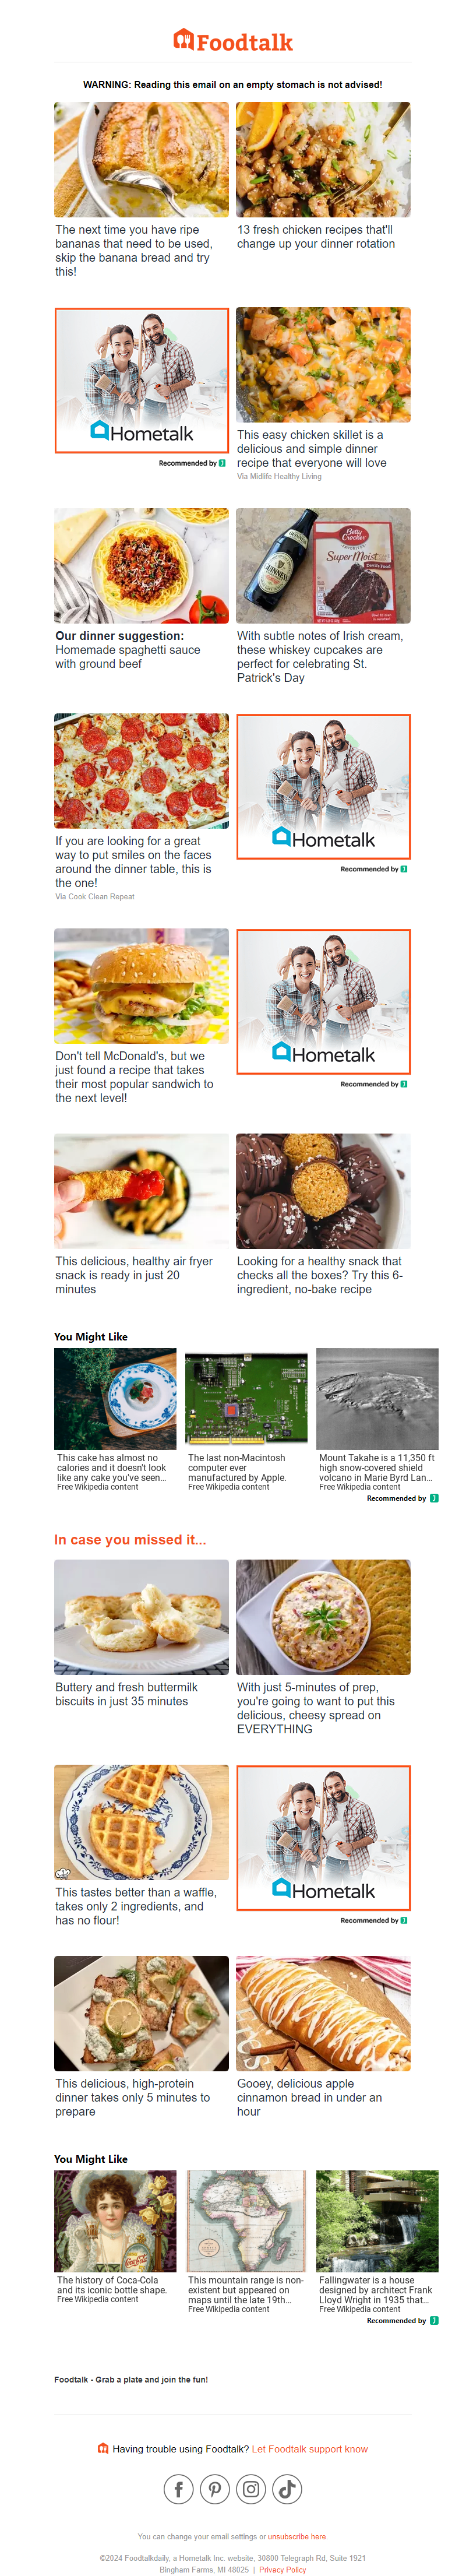 Foodtalk
WARNING: Reading this email on an empty stomach is not advised!
The next time you have ripe
bananas that need to be used,
skip the banana bread and try
this!
13 fresh chicken recipes that'll
change up your dinner rotation
Hometalk
Recommended by
This easy chicken skillet is a
delicious and simple dinner
recipe that everyone will love
Via Midlife Healthy Living
GUINNESS
Betty
Crocker
FAVORITES
Super Moist
Devil's Food
Our dinner suggestion:
Homemade spaghetti sauce
with ground beef
With subtle notes of Irish cream,
these whiskey cupcakes are
perfect for celebrating St.
Patrick's Day
If you are looking for a great
way to put smiles on the faces
around the dinner table, this is
the one!
Via Cook Clean Repeat
Hometalk
Recommended by
Don't tell McDonald's, but we
just found a recipe that takes
their most popular sandwich to
the next level!
Hometalk
Recommended by
This delicious, healthy air fryer
snack is ready in just 20
minutes
Looking for a healthy snack that
checks all the boxes? Try this 6-
ingredient, no-bake recipe
You Might Like
This cake has almost no
calories and it doesn't look
like any cake you've seen...
Free Wikipedia content
The last non-Macintosh
computer ever
manufactured by Apple.
Free Wikipedia content
Mount Takahe is a 11,350 ft
high snow-covered shield
volcano in Marie Byrd Lan...
Free Wikipedia content
Recommended by
In case you missed it...
Buttery and fresh buttermilk
biscuits in just 35 minutes
With just 5-minutes of prep,
you're going to want to put this
delicious, cheesy spread on
EVERYTHING
This tastes better than a waffle,
takes only 2 ingredients, and
has no flour!
Hometalk
Recommended by
This delicious, high-protein
dinner takes only 5 minutes to
prepare
Gooey, delicious apple
cinnamon bread in under an
hour
You Might Like
The history of Coca-Cola
and its iconic bottle shape.
Free Wikipedia content
This mountain range is non-
existent but appeared on
maps until the late 19th...
Free Wikipedia content
Fallingwater is a house
designed by architect Frank
Lloyd Wright in 1935 that...
Free Wikipedia content
Recommended by
Foodtalk - Grab a plate and join the fun!
Having trouble using Foodtalk? Let Foodtalk support know
You can change your email settings or unsubscribe here.
©2024 Foodtalkdaily, a Hometalk Inc. website, 30800 Telegraph Rd, Suite 1921
Bingham Farms, MI 48025 | Privacy Policy